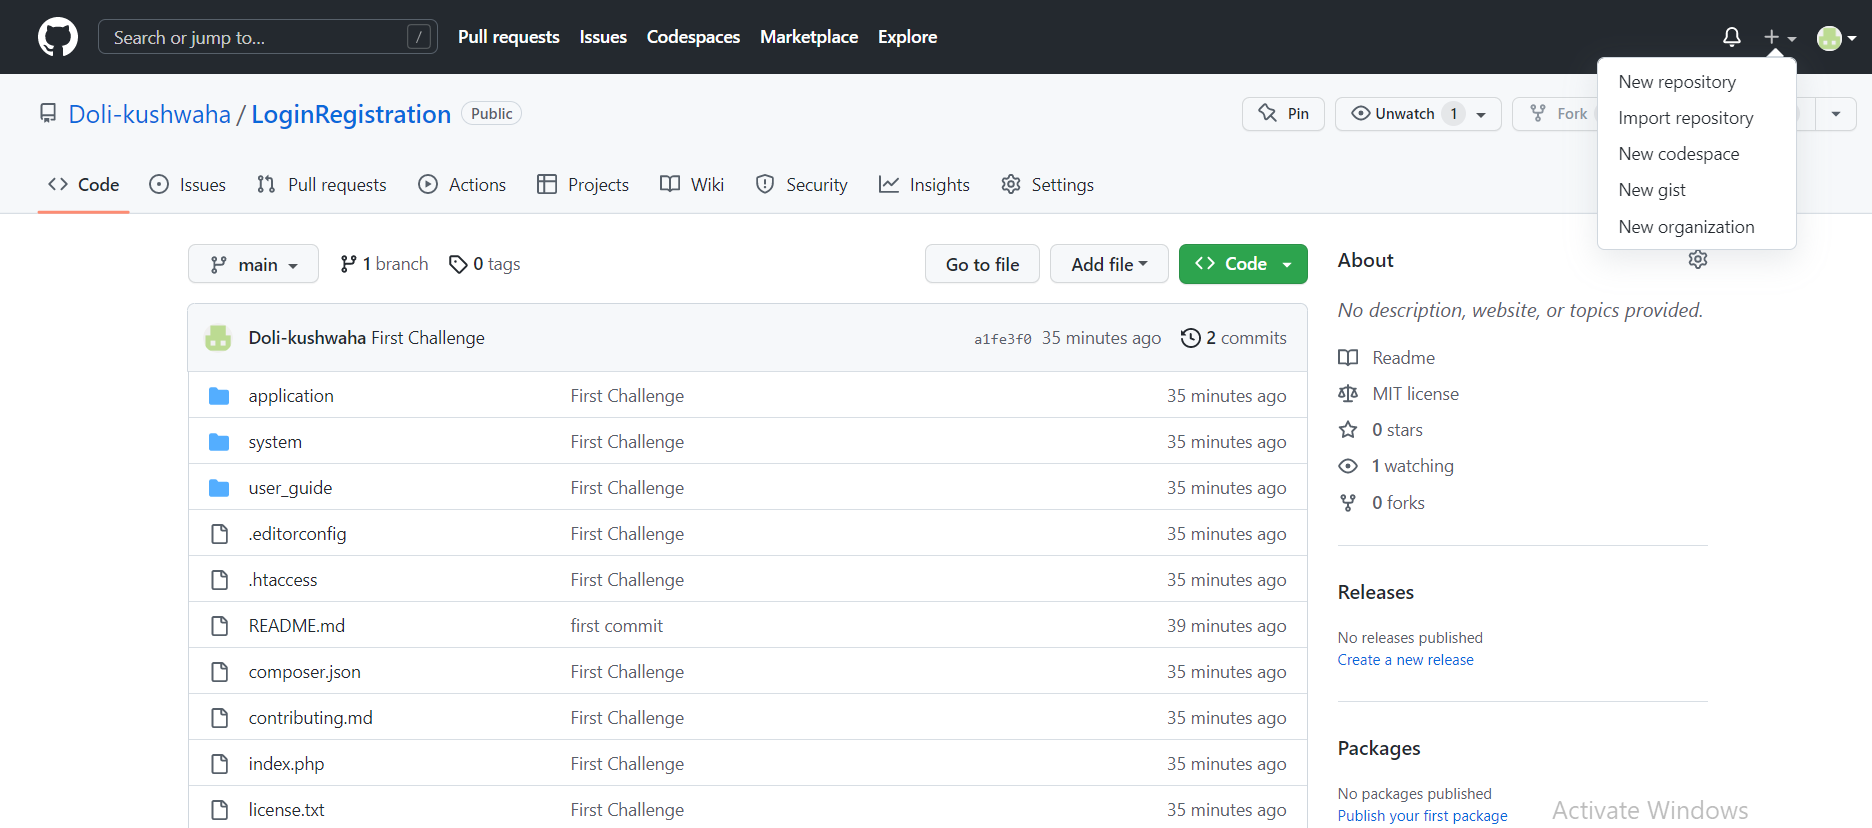 Search or jump to... / Pull requests Issues Codespaces Marketplace Explore
New repository
Import repository
New codespace
New gist
New organization
Doli-kushwaha / LoginRegistration Public Pin Unwatch 1 Fork
Code Issues Pull requests Actions Projects Wiki Security Insights Settings
main 1 branch 0 tags Go to file Add file Code
Doli-kushwaha First Challenge a1fe3f0 35 minutes ago 2 commits
application First Challenge 35 minutes ago
system First Challenge 35 minutes ago
user_guide First Challenge 35 minutes ago
.editorconfig First Challenge 35 minutes ago
.htaccess First Challenge 35 minutes ago
README.md first commit 39 minutes ago
composer.json First Challenge 35 minutes ago
contributing.md First Challenge 35 minutes ago
index.php First Challenge 35 minutes ago
license.txt First Challenge 35 minutes ago
About
No description, website, or topics provided.
Readme
MIT license
0 stars
1 watching
0 forks
Releases
No releases published
Create a new release
Packages
No packages published
Publish your first package
Activate Windows